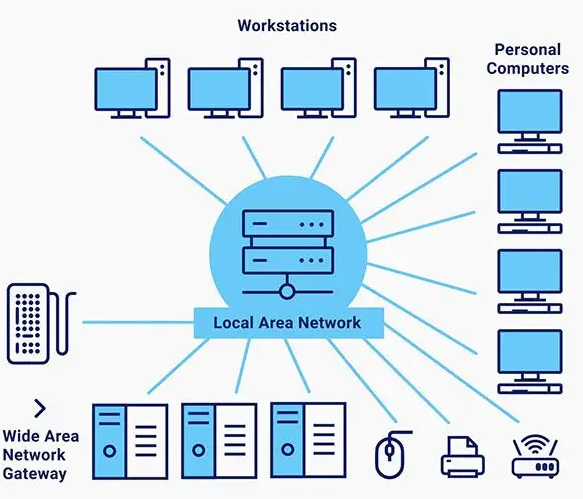 Workstations
Personal
Computers
Local Area Network
Wide Area
Network
Gateway